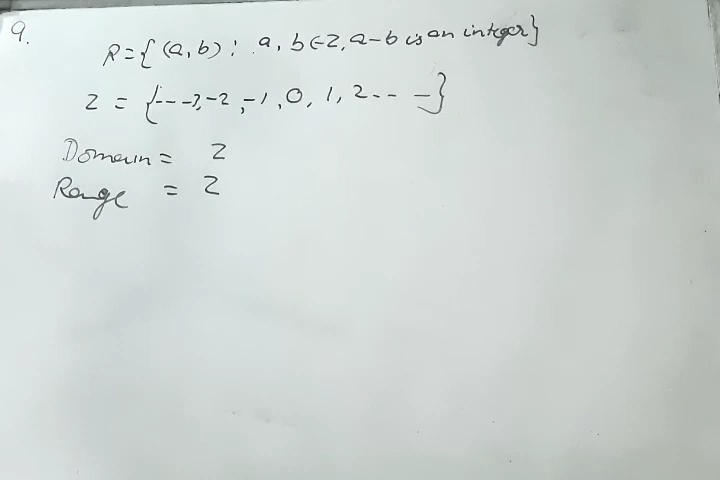 9.
R = { (a, b) : a, b ∈ Z, a - b is an integer}
Z = {--- -3, -2, -1, 0, 1, 2 -- - -}
Domain = Z
Range = Z